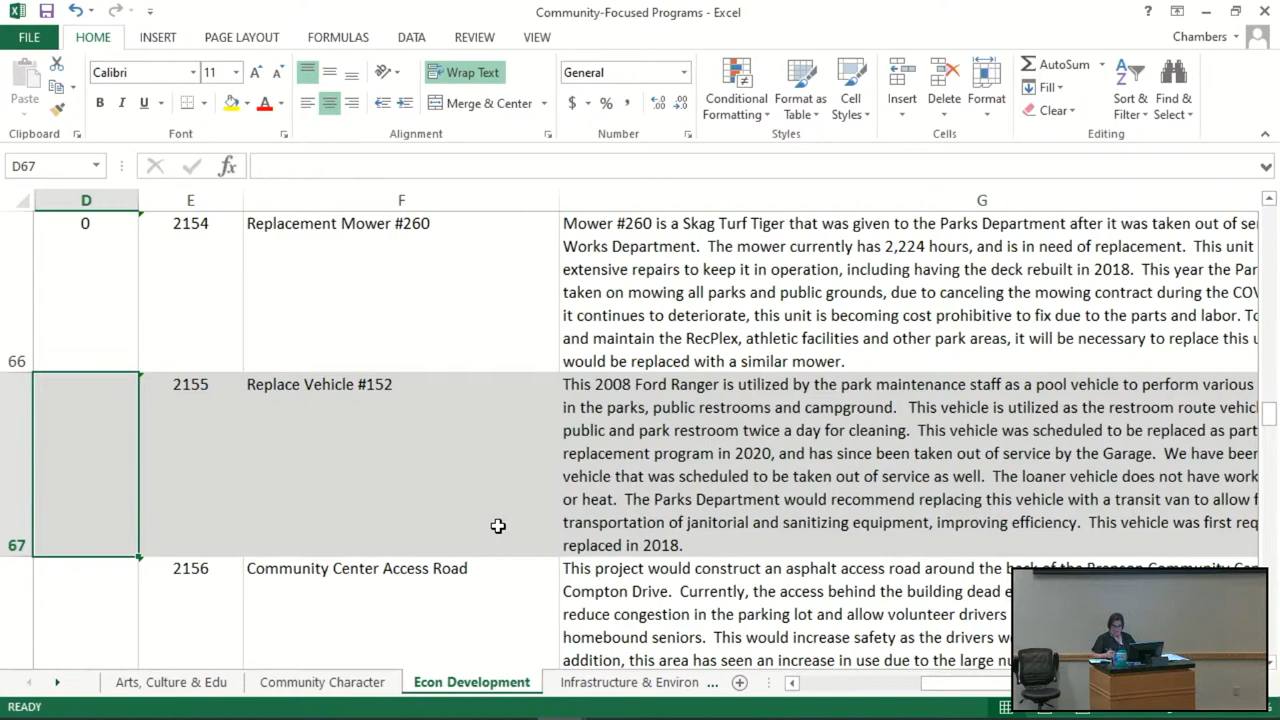 Community-Focused Programs - Excel
FILE HOME INSERT PAGE LAYOUT FORMULAS DATA REVIEW VIEW Chambers
Calibri 11 Wrap Text General AutoSum
Paste B I U Merge & Center $ % Conditional Formatting Format as Table Cell Styles Insert Delete Format Fill Clear Sort & Filter Find & Select
Clipboard Font Alignment Number Styles Cells Editing
D67 fx
D E F G
0 2154 Replacement Mower #260 Mower #260 is a Skag Turf Tiger that was given to the Parks Department after it was taken out of se
Works Department. The mower currently has 2,224 hours, and is in need of replacement. This unit
extensive repairs to keep it in operation, including having the deck rebuilt in 2018. This year the Par
taken on mowing all parks and public grounds, due to canceling the mowing contract during the COV
it continues to deteriorate, this unit is becoming cost prohibitive to fix due to the parts and labor. To
and maintain the RecPlex, athletic facilities and other park areas, it will be necessary to replace this u
66 would be replaced with a similar mower.
2155 Replace Vehicle #152 This 2008 Ford Ranger is utilized by the park maintenance staff as a pool vehicle to perform various
in the parks, public restrooms and campground. This vehicle is utilized as the restroom route vehic
public and park restroom twice a day for cleaning. This vehicle was scheduled to be replaced as part
replacement program in 2020, and has since been taken out of service by the Garage. We have been
vehicle that was scheduled to be taken out of service as well. The loaner vehicle does not have work
or heat. The Parks Department would recommend replacing this vehicle with a transit van to allow f
transportation of janitorial and sanitizing equipment, improving efficiency. This vehicle was first req
67 replaced in 2018.
2156 Community Center Access Road This project would construct an asphalt access road around the
Compton Drive. Currently, the access behind the building dead e
reduce congestion in the parking lot and allow volunteer drivers
homebound seniors. This would increase safety as the drivers w
addition, this area has seen an increase in use due to the large nu
Arts, Culture & Edu Community Character Econ Development Infrastructure & Environ ...
READY